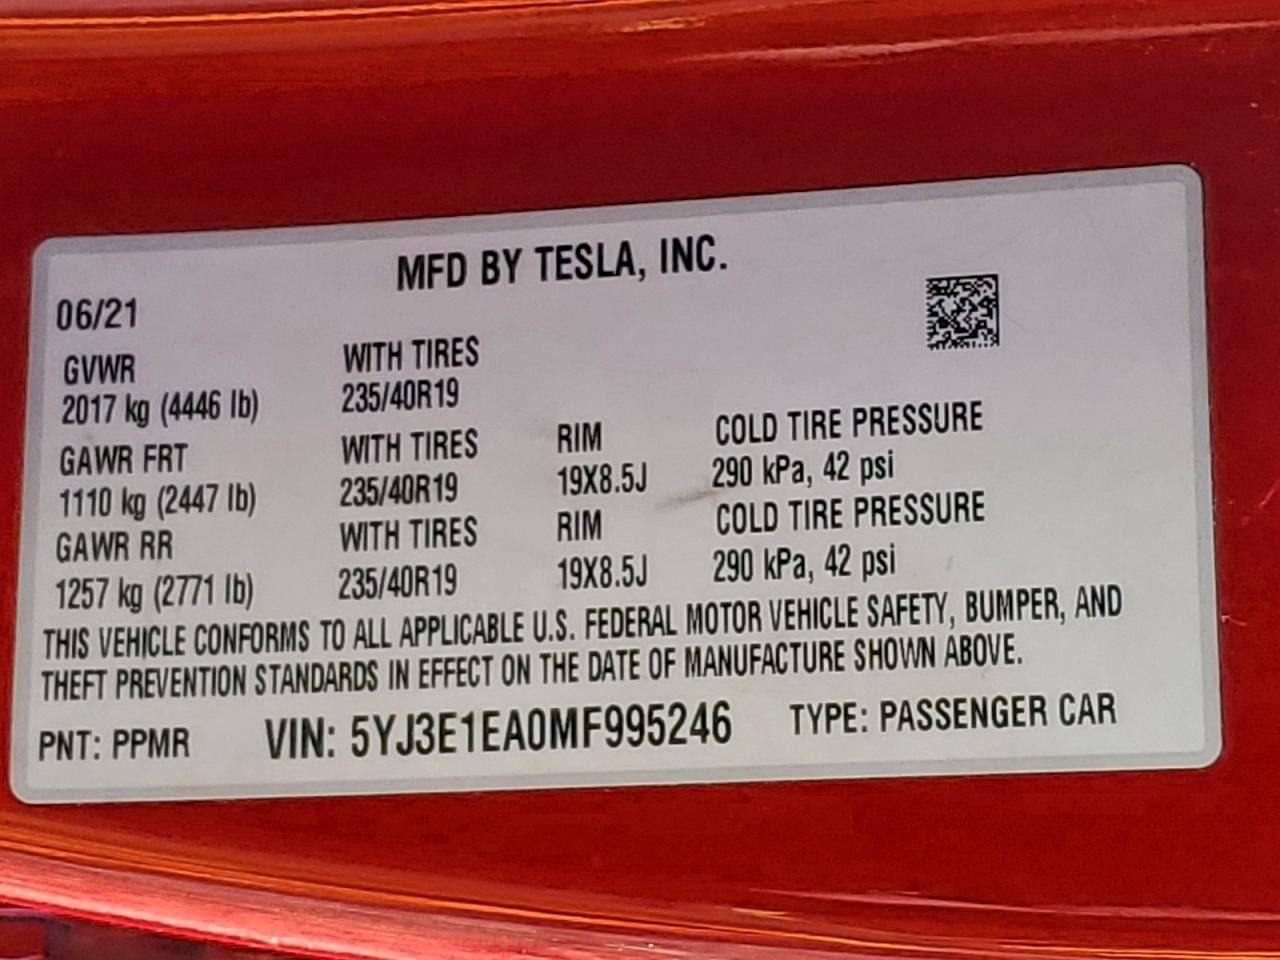 MFD BY TESLA, INC.
06/21
GVWR WITH TIRES
2017 kg (4446 lb) 235/40R19
GAWR FRT WITH TIRES RIM COLD TIRE PRESSURE
1110 kg (2447 lb) 235/40R19 19X8.5J 290 kPa, 42 psi
GAWR RR WITH TIRES RIM COLD TIRE PRESSURE
1257 kg (2771 lb) 235/40R19 19X8.5J 290 kPa, 42 psi
THIS VEHICLE CONFORMS TO ALL APPLICABLE U.S. FEDERAL MOTOR VEHICLE SAFETY, BUMPER, AND
THEFT PREVENTION STANDARDS IN EFFECT ON THE DATE OF MANUFACTURE SHOWN ABOVE.
PNT: PPMR VIN: 5YJ3E1EA0MF995246 TYPE: PASSENGER CAR